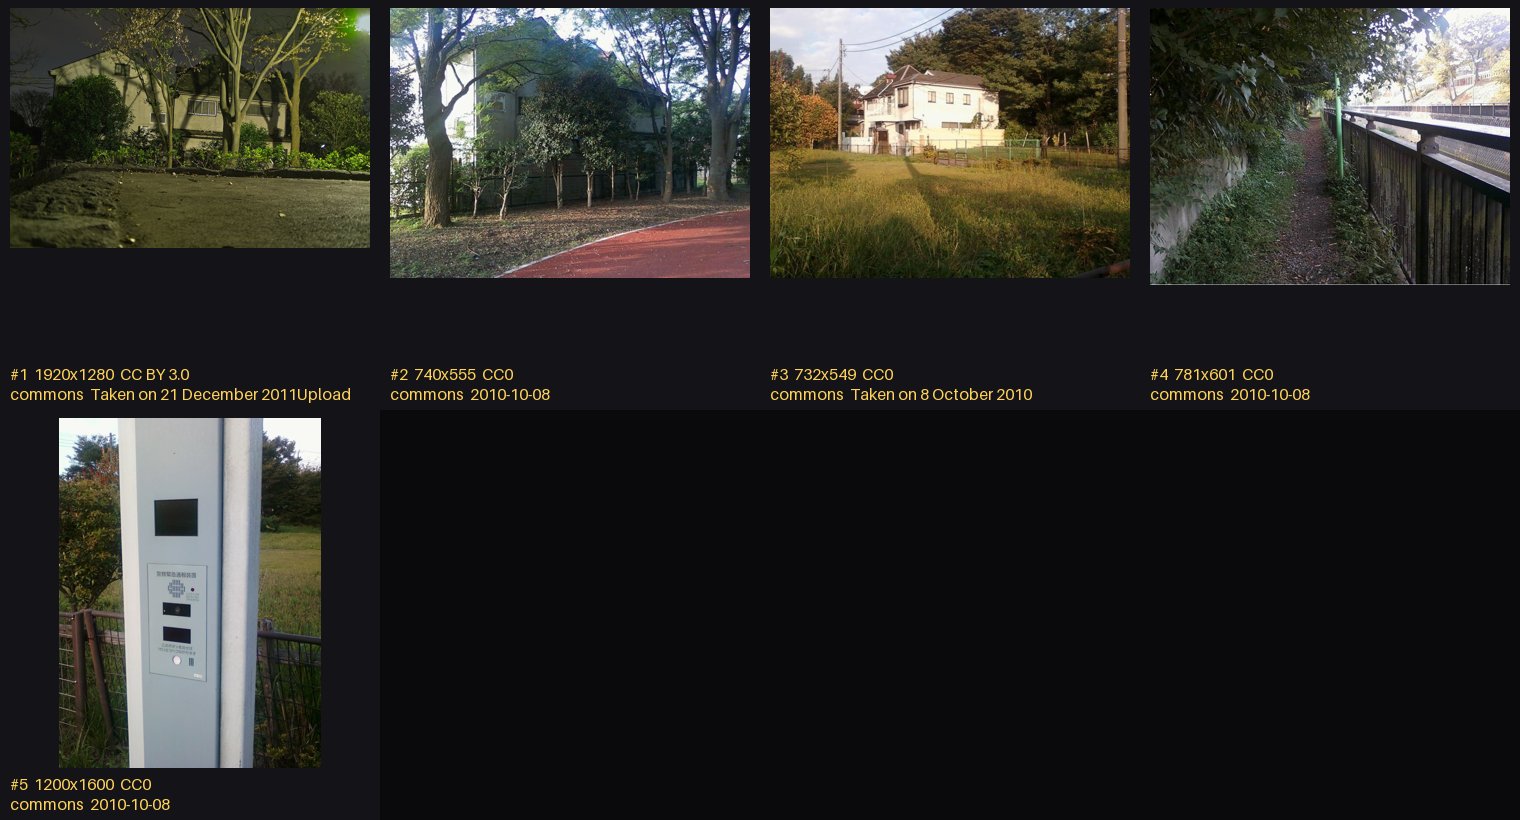 #1 1920x1280 CC BY 3.0
commons Taken on 21 December 2011Upload
#2 740x555 CC0
commons 2010-10-08
#3 732x549 CC0
commons Taken on 8 October 2010
#4 781x601 CC0
commons 2010-10-08
#5 1200x1600 CC0
commons 2010-10-08